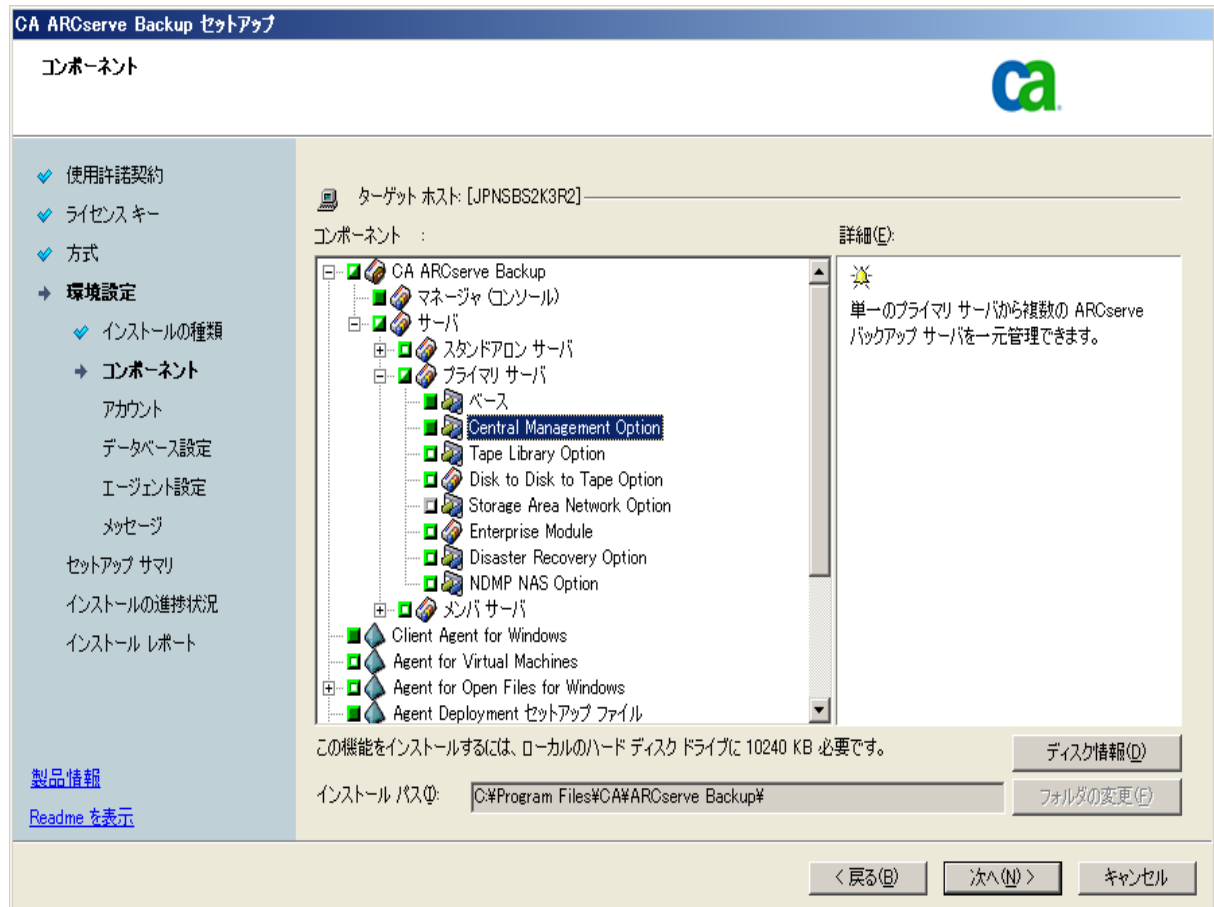 CA ARCserve Backup セットアップ
コンポーネント
ca
使用許諾契約
ライセンス キー
方式
環境設定
インストールの種類
コンポーネント
アカウント
データベース設定
エージェント設定
メッセージ
セットアップ サマリ
インストールの進捗状況
インストール レポート
製品情報
Readme を表示
ターゲット ホスト: [JPNSBS2K3R2]
コンポーネント :
CA ARCserve Backup
マネージャ (コンソール)
サーバ
スタンドアロン サーバ
プライマリ サーバ
ベース
Central Management Option
Tape Library Option
Disk to Disk to Tape Option
Storage Area Network Option
Enterprise Module
Disaster Recovery Option
NDMP NAS Option
メンバ サーバ
Client Agent for Windows
Agent for Virtual Machines
Agent for Open Files for Windows
Agent Deployment セットアップ ファイル
詳細(E):
単一のプライマリ サーバから複数の ARCserve
バックアップ サーバを一元管理できます。
この機能をインストールするには、ローカルのハード ディスク ドライブに 10240 KB 必要です。
ディスク情報(D)
インストール パス(I): C:¥Program Files¥CA¥ARCserve Backup¥
フォルダの変更(F)
< 戻る(B) 次へ(N) > キャンセル